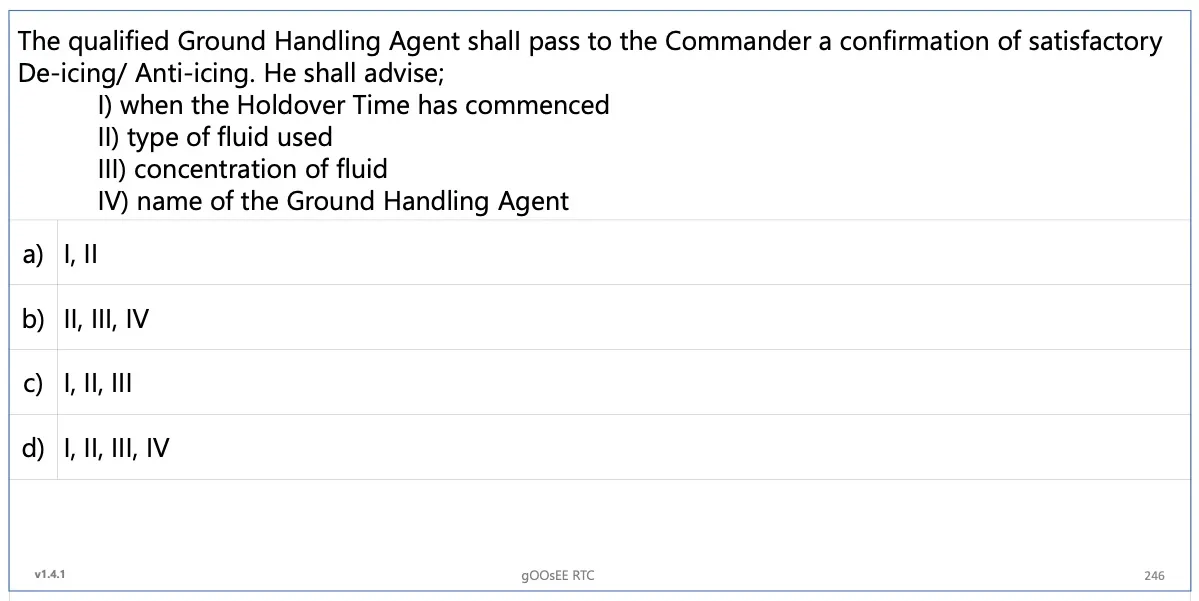 The qualified Ground Handling Agent shall pass to the Commander a confirmation of satisfactory
De-icing/ Anti-icing. He shall advise;
I) when the Holdover Time has commenced
II) type of fluid used
III) concentration of fluid
IV) name of the Ground Handling Agent
a) I, II
b) II, III, IV
c) I, II, III
d) I, II, III, IV
v1.4.1 gOOsEE RTC 246